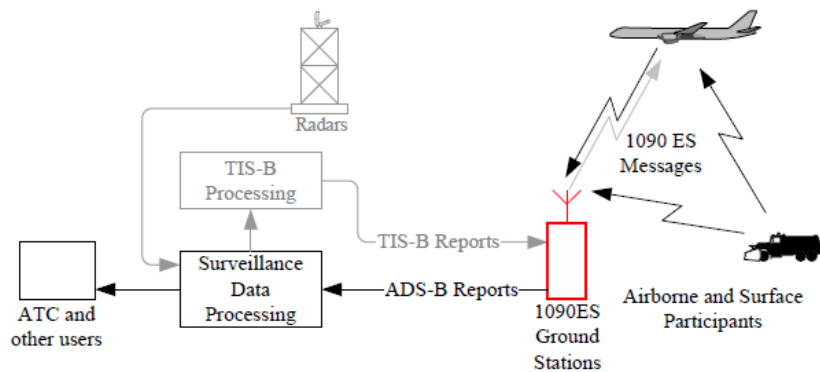 Radars
1090 ES
Messages
TIS-B
Processing
TIS-B Reports
Surveillance
Data
Processing
ADS-B Reports
ATC and
other users
1090ES
Ground
Stations
Airborne and Surface
Participants